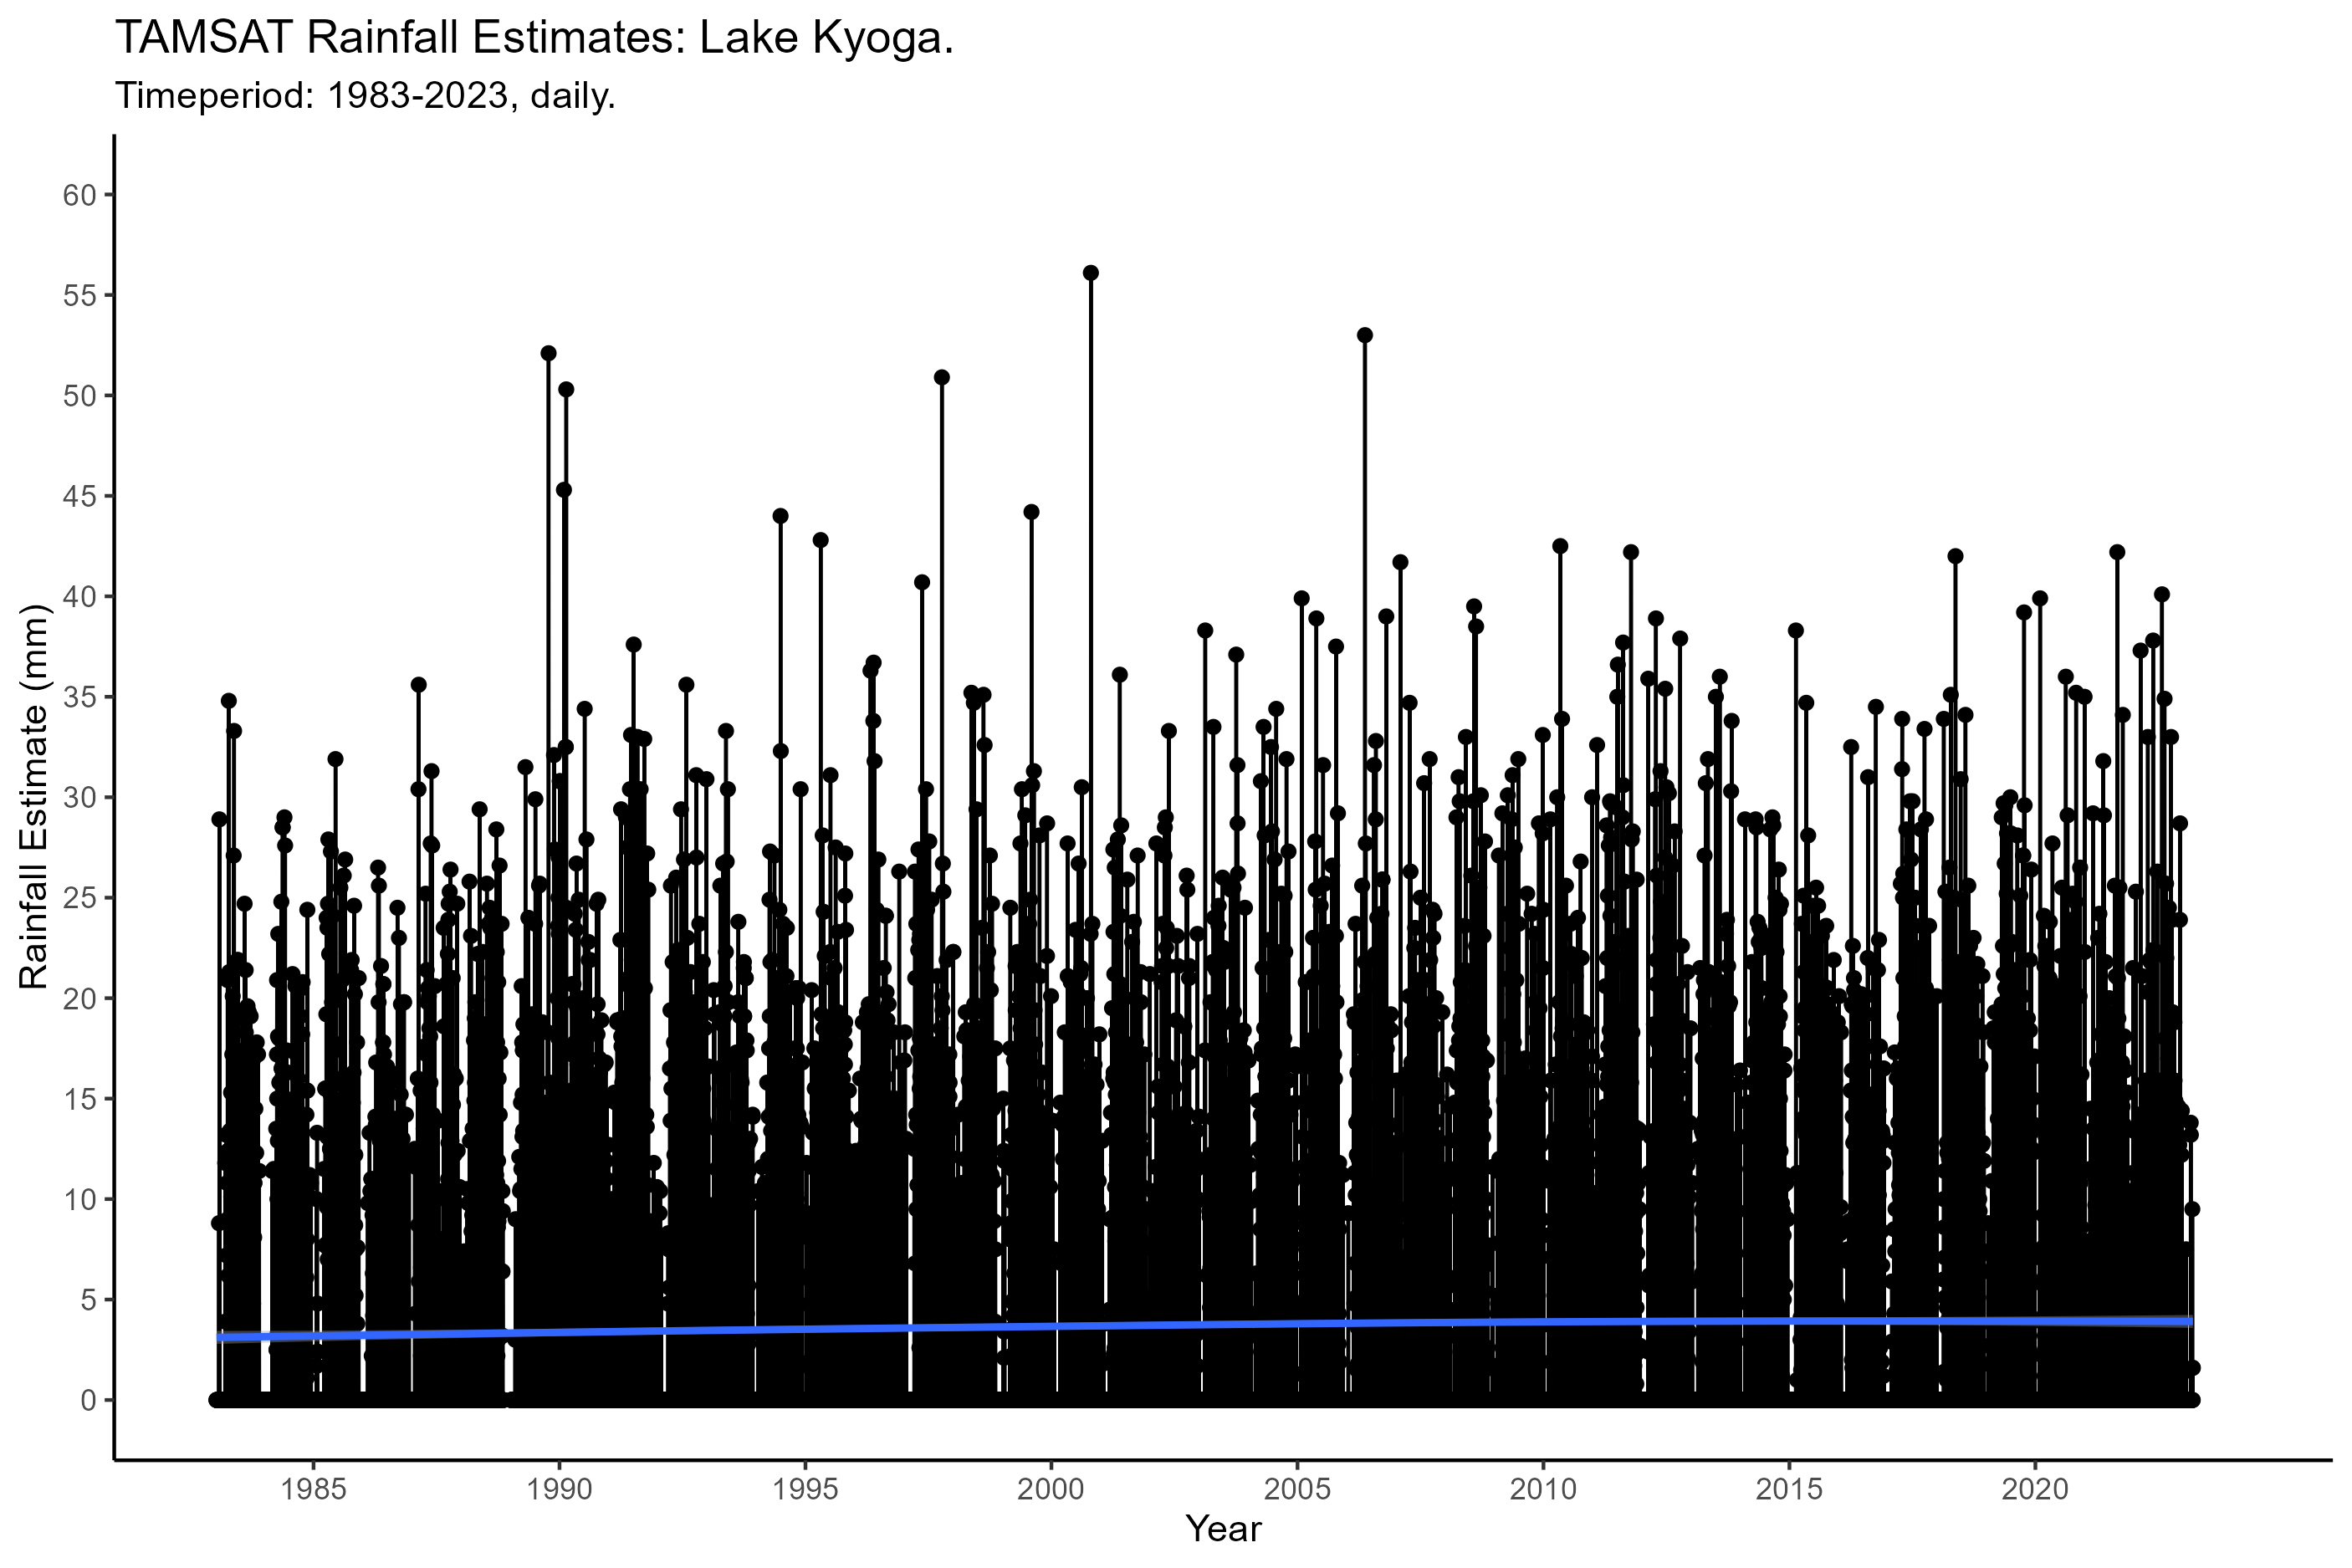 TAMSAT Rainfall Estimates: Lake Kyoga.
Timeperiod: 1983-2023, daily.
Rainfall Estimate (mm)
60
55
50
45
40
35
30
25
20
15
10
5
0
1985 1990 1995 2000 2005 2010 2015 2020
Year